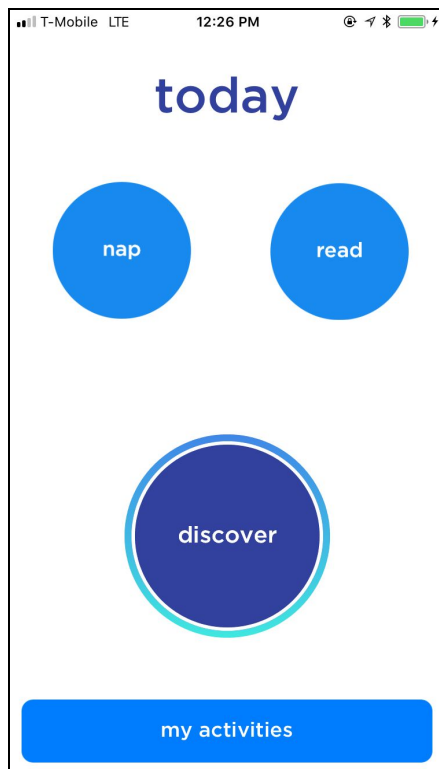 T-Mobile LTE 12:26 PM
today
nap read
discover
my activities